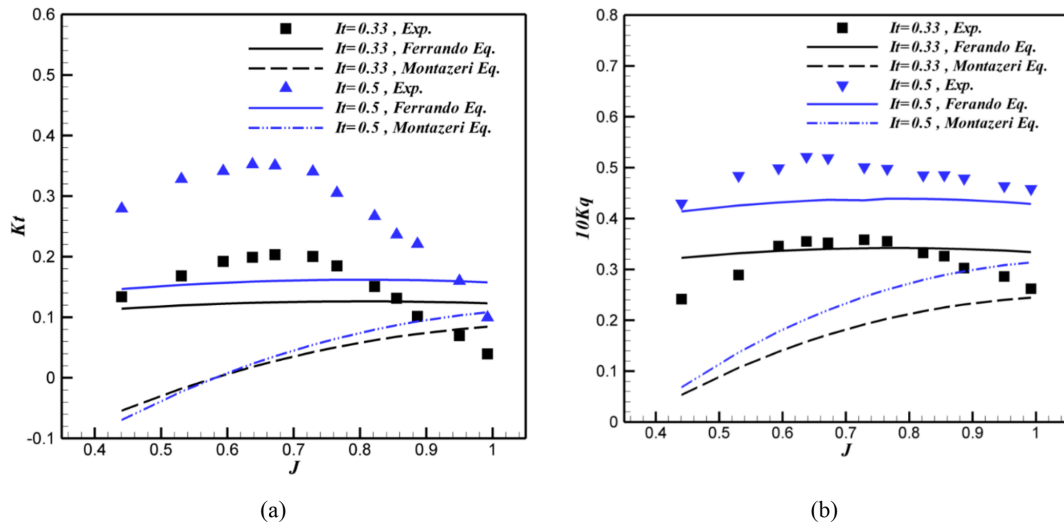 0.6
0.5
0.4
0.3
0.2
0.1
0
-0.1
Kt
It=0.33 , Exp.
It=0.33 , Ferrando Eq.
It=0.33 , Montazeri Eq.
It=0.5 , Exp.
It=0.5 , Ferrando Eq.
It=0.5 , Montazeri Eq.
0.4 0.5 0.6 0.7 0.8 0.9 1
J
(a)
0.8
0.7
0.6
0.5
0.4
0.3
0.2
0.1
0
10Kq
It=0.33 , Exp.
It=0.33 , Ferando Eq.
It=0.33 , Montazeri Eq.
It=0.5 , Exp.
It=0.5 , Ferando Eq.
It=0.5 , Montazeri Eq.
0.4 0.5 0.6 0.7 0.8 0.9 1
J
(b)